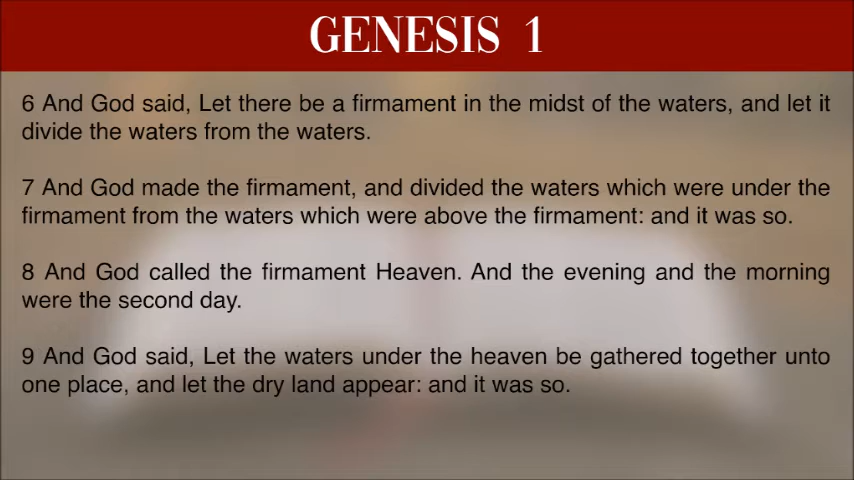 GENESIS 1
6 And God said, Let there be a firmament in the midst of the waters, and let it
divide the waters from the waters.
7 And God made the firmament, and divided the waters which were under the
firmament from the waters which were above the firmament: and it was so.
8 And God called the firmament Heaven. And the evening and the morning
were the second day.
9 And God said, Let the waters under the heaven be gathered together unto
one place, and let the dry land appear: and it was so.